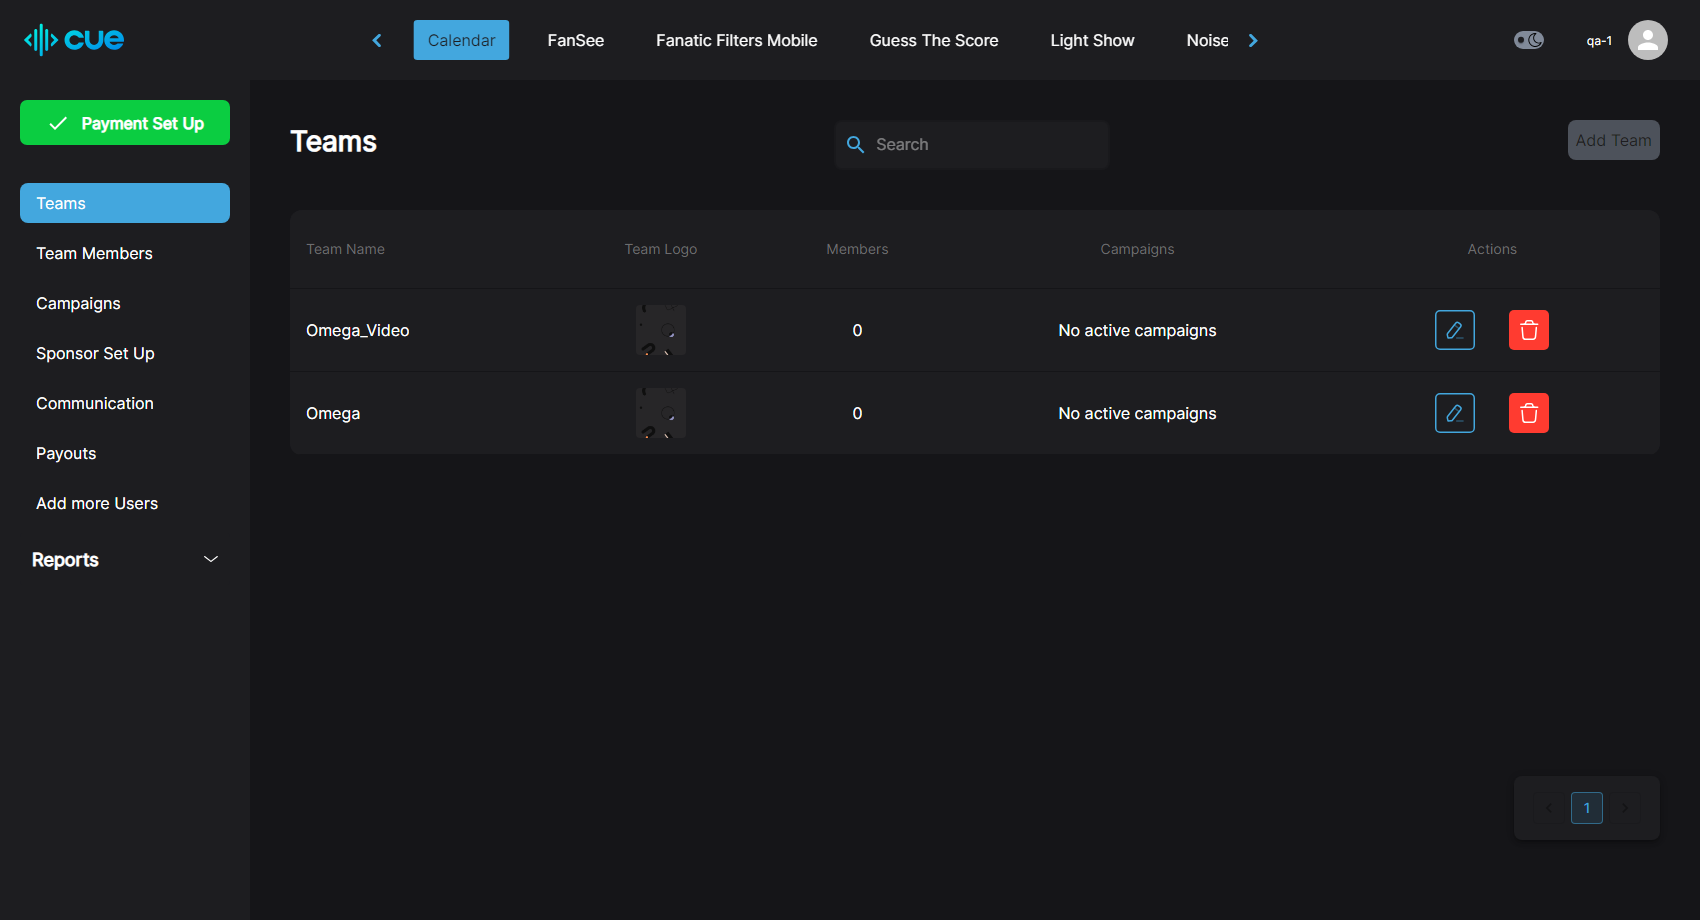 cue
Calendar
FanSee
Fanatic Filters Mobile
Guess The Score
Light Show
Noise
qa-1
Payment Set Up
Teams
Team Members
Campaigns
Sponsor Set Up
Communication
Payouts
Add more Users
Reports
Teams
Search
Add Team
Team Name Team Logo Members Campaigns Actions
Omega_Video 0 No active campaigns
Omega 0 No active campaigns
1